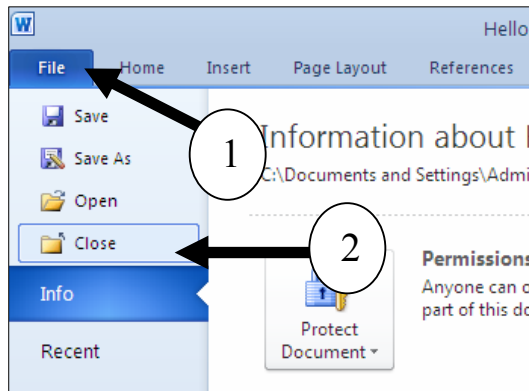 W
Hello
File Home Insert Page Layout References
Save
Save As
Open
Close
Info
Recent
1
2
Information about
C:\Documents and Settings\Admi
Protect
Document
Permissions
Anyone can
part of this do